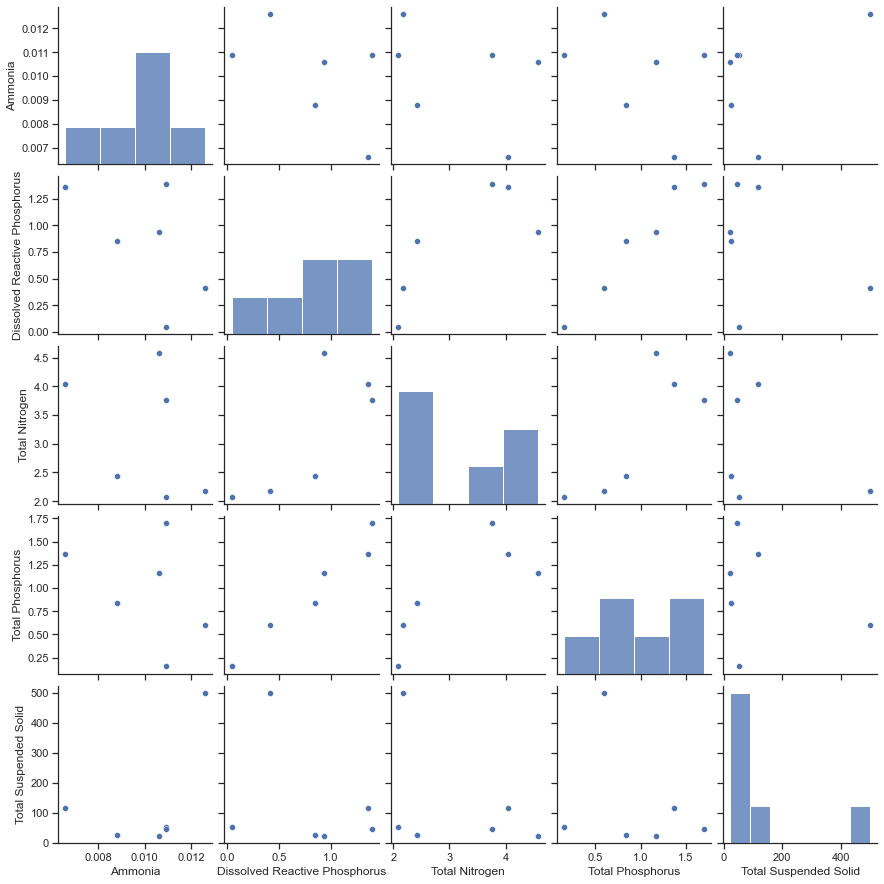 0.012
0.011
0.010
0.009
0.008
0.007
Ammonia
1.25
1.00
0.75
0.50
0.25
0.00
Dissolved Reactive Phosphorus
4.5
4.0
3.5
3.0
2.5
2.0
Total Nitrogen
1.75
1.50
1.25
1.00
0.75
0.50
0.25
Total Phosphorus
500
400
300
200
100
0
Total Suspended Solid
0.008 0.010 0.012
Ammonia
0.0 0.5 1.0
Dissolved Reactive Phosphorus
2 3 4
Total Nitrogen
0.5 1.0 1.5
Total Phosphorus
0 200 400
Total Suspended Solid